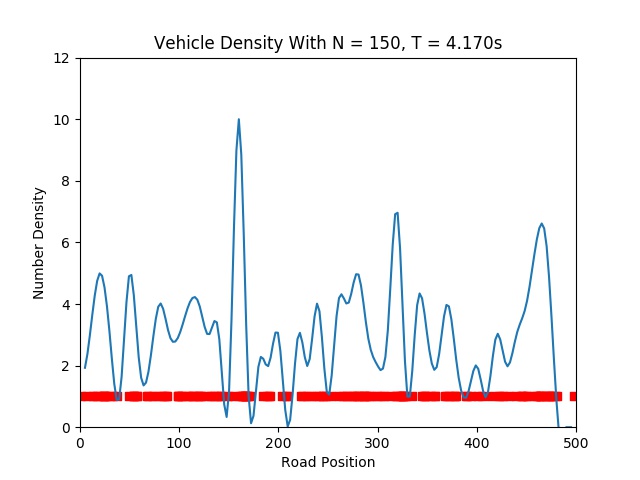 Vehicle Density With N = 150, T = 4.170s
12
10
8
6
4
2
0
Number Density
0 100 200 300 400 500
Road Position